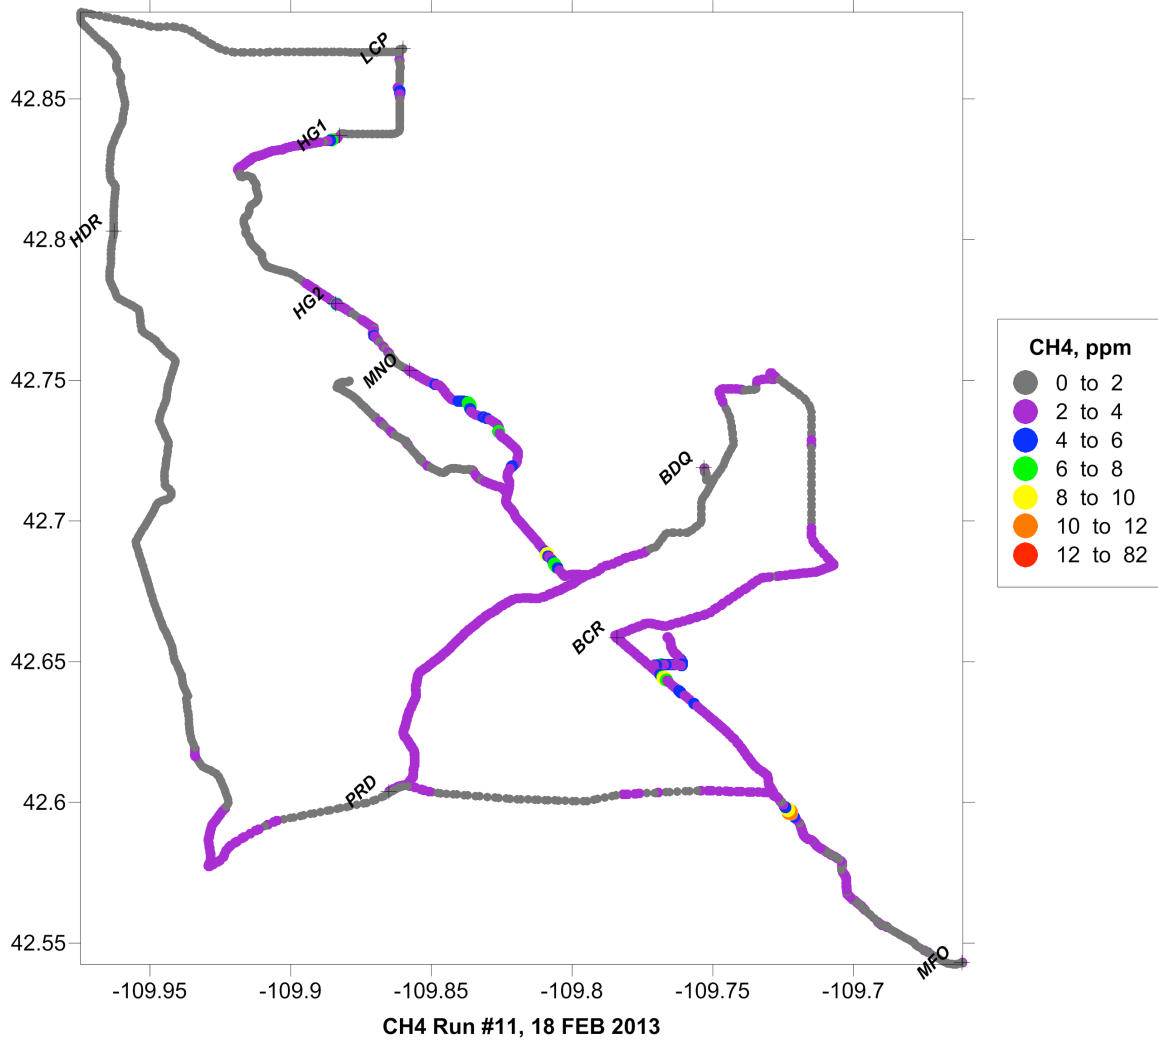 LCP
42.85
HG1
HDR
42.8
HG2
MNO
42.75
BDQ
42.7
BCR
42.65
PRD
42.6
42.55
MFO
-109.95 -109.9 -109.85 -109.8 -109.75 -109.7
CH4 Run #11, 18 FEB 2013
CH4, ppm
0 to 2
2 to 4
4 to 6
6 to 8
8 to 10
10 to 12
12 to 82